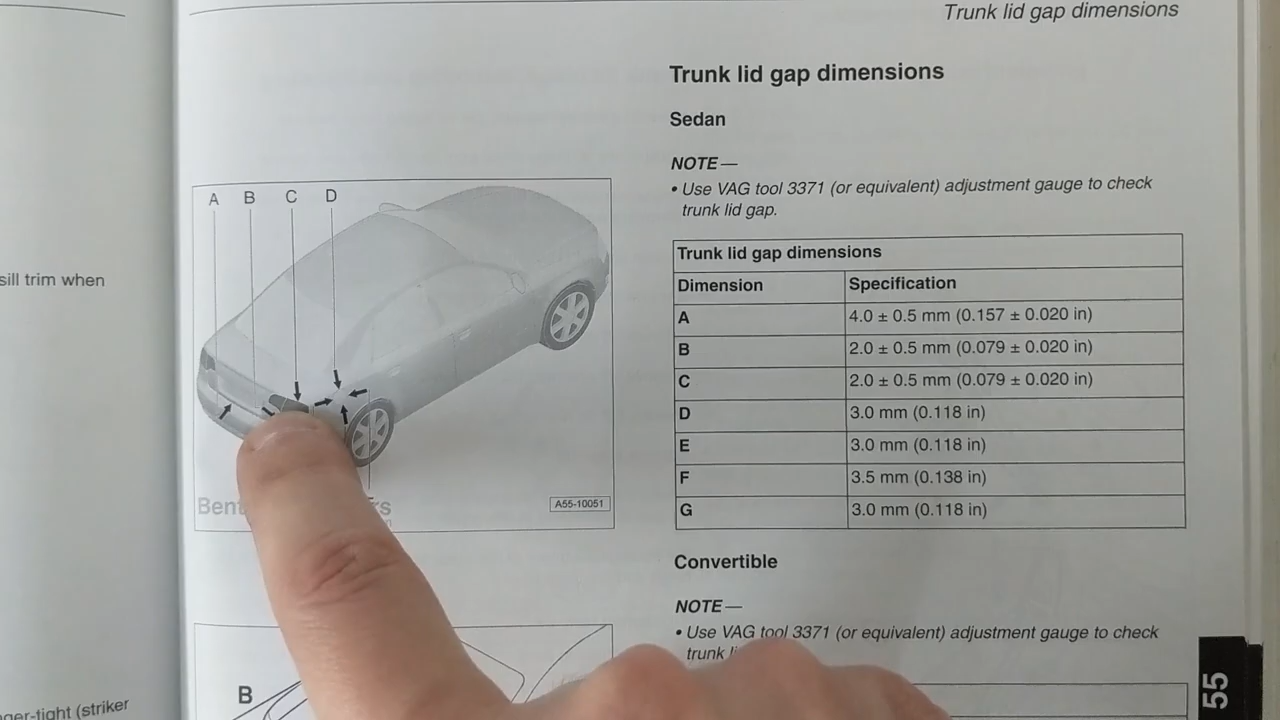 Trunk lid gap dimensions
sill trim when
A B C D
A55-10051
B
Trunk lid gap dimensions
Sedan
NOTE—
• Use VAG tool 3371 (or equivalent) adjustment gauge to check
trunk lid gap.
Trunk lid gap dimensions
Dimension Specification
A 4.0 ± 0.5 mm (0.157 ± 0.020 in)
B 2.0 ± 0.5 mm (0.079 ± 0.020 in)
C 2.0 ± 0.5 mm (0.079 ± 0.020 in)
D 3.0 mm (0.118 in)
E 3.0 mm (0.118 in)
F 3.5 mm (0.138 in)
G 3.0 mm (0.118 in)
Convertible
NOTE—
• Use VAG tool 3371 (or equivalent) adjustment gauge to check
trunk
55
(striker